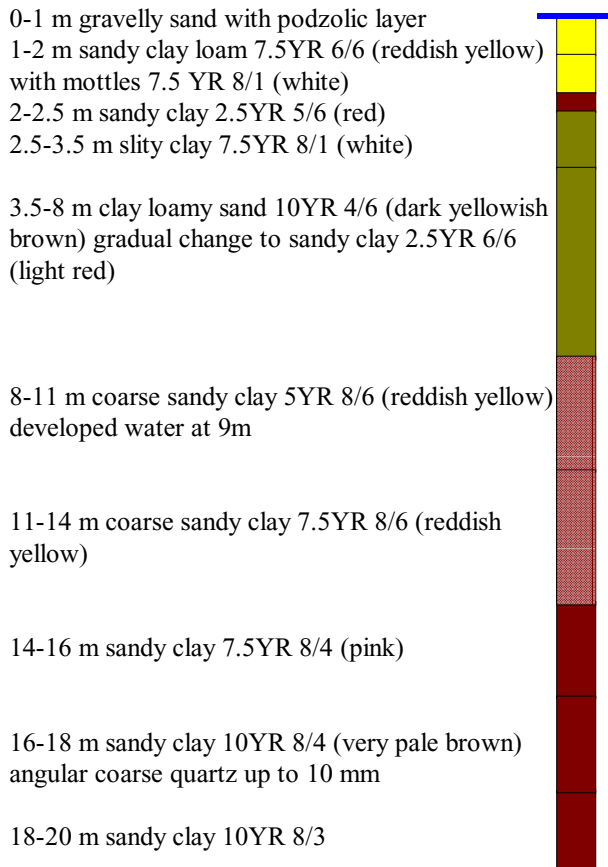 0-1 m gravelly sand with podzolic layer
1-2 m sandy clay loam 7.5YR 6/6 (reddish yellow)
with mottles 7.5 YR 8/1 (white)
2-2.5 m sandy clay 2.5YR 5/6 (red)
2.5-3.5 m slity clay 7.5YR 8/1 (white)
3.5-8 m clay loamy sand 10YR 4/6 (dark yellowish
brown) gradual change to sandy clay 2.5YR 6/6
(light red)
8-11 m coarse sandy clay 5YR 8/6 (reddish yellow)
developed water at 9m
11-14 m coarse sandy clay 7.5YR 8/6 (reddish
yellow)
14-16 m sandy clay 7.5YR 8/4 (pink)
16-18 m sandy clay 10YR 8/4 (very pale brown)
angular coarse quartz up to 10 mm
18-20 m sandy clay 10YR 8/3